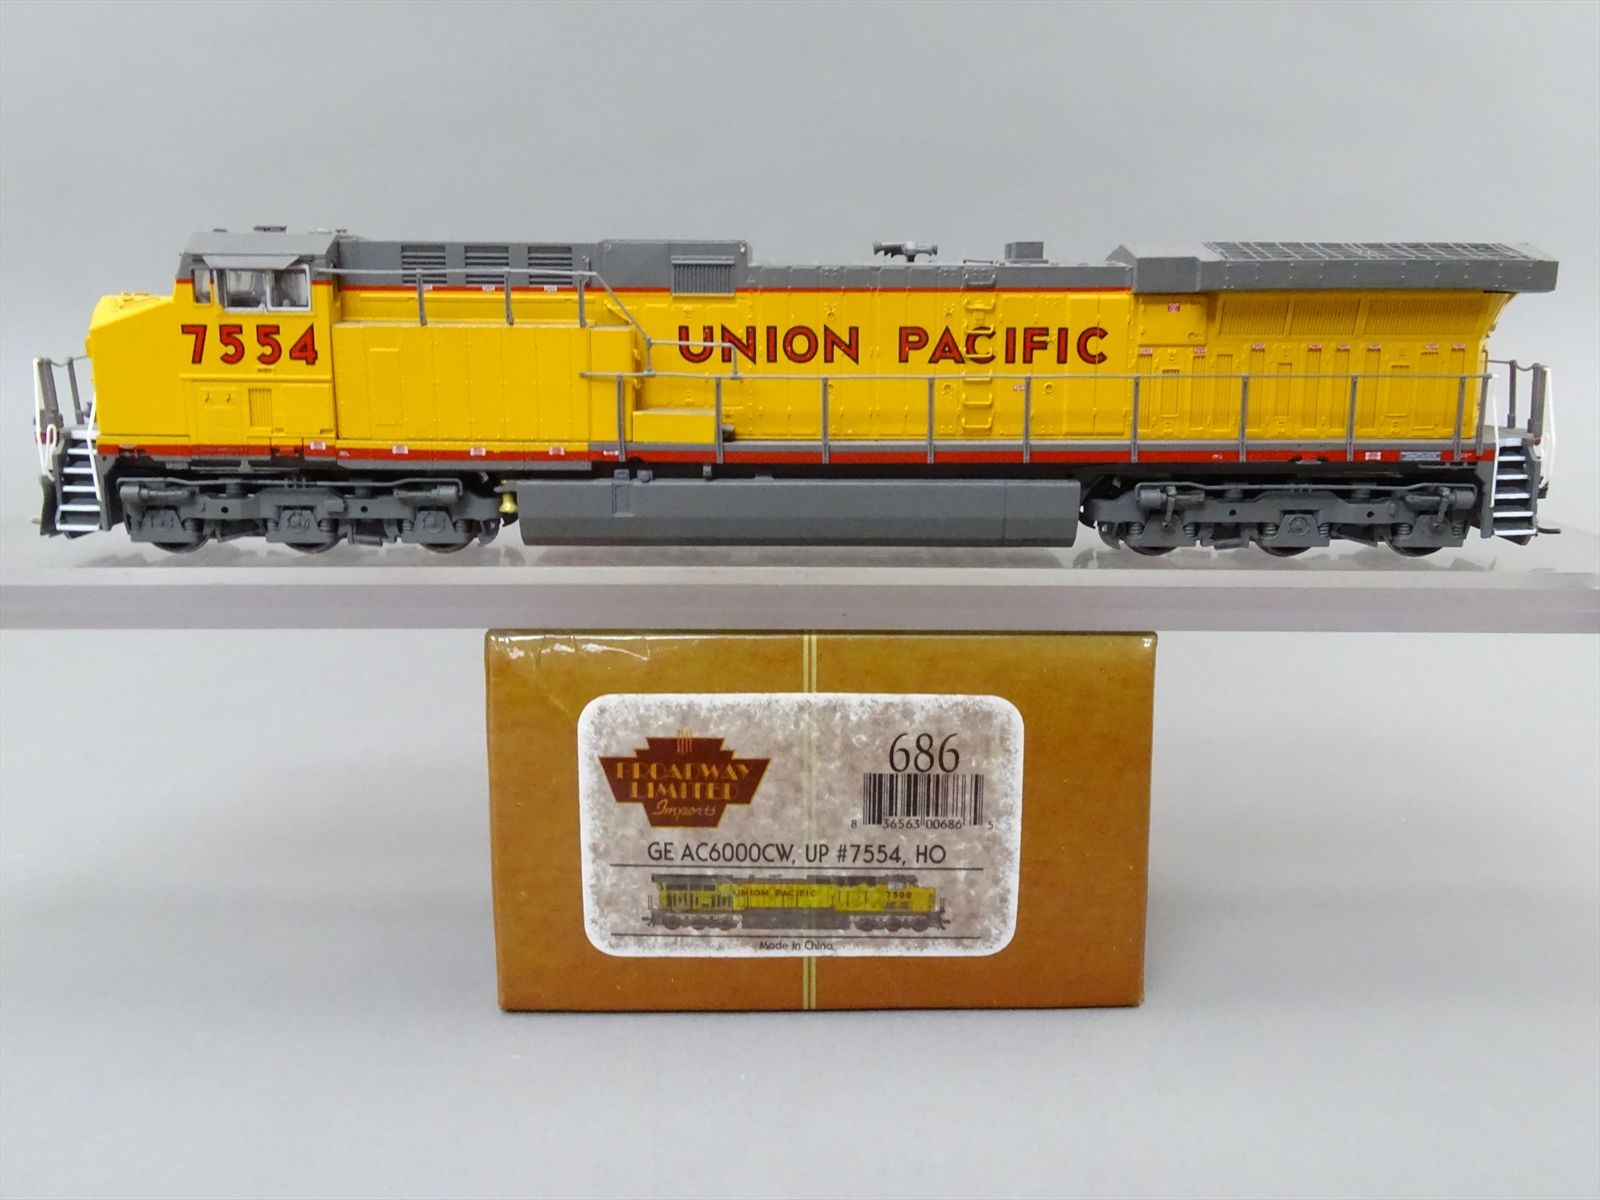 7554
UNION PACIFIC
BROADWAY
LIMITED
Imports
686
8 36563 00686 5
GE AC6000CW, UP #7554, HO
UNION PACIFIC
Made in China